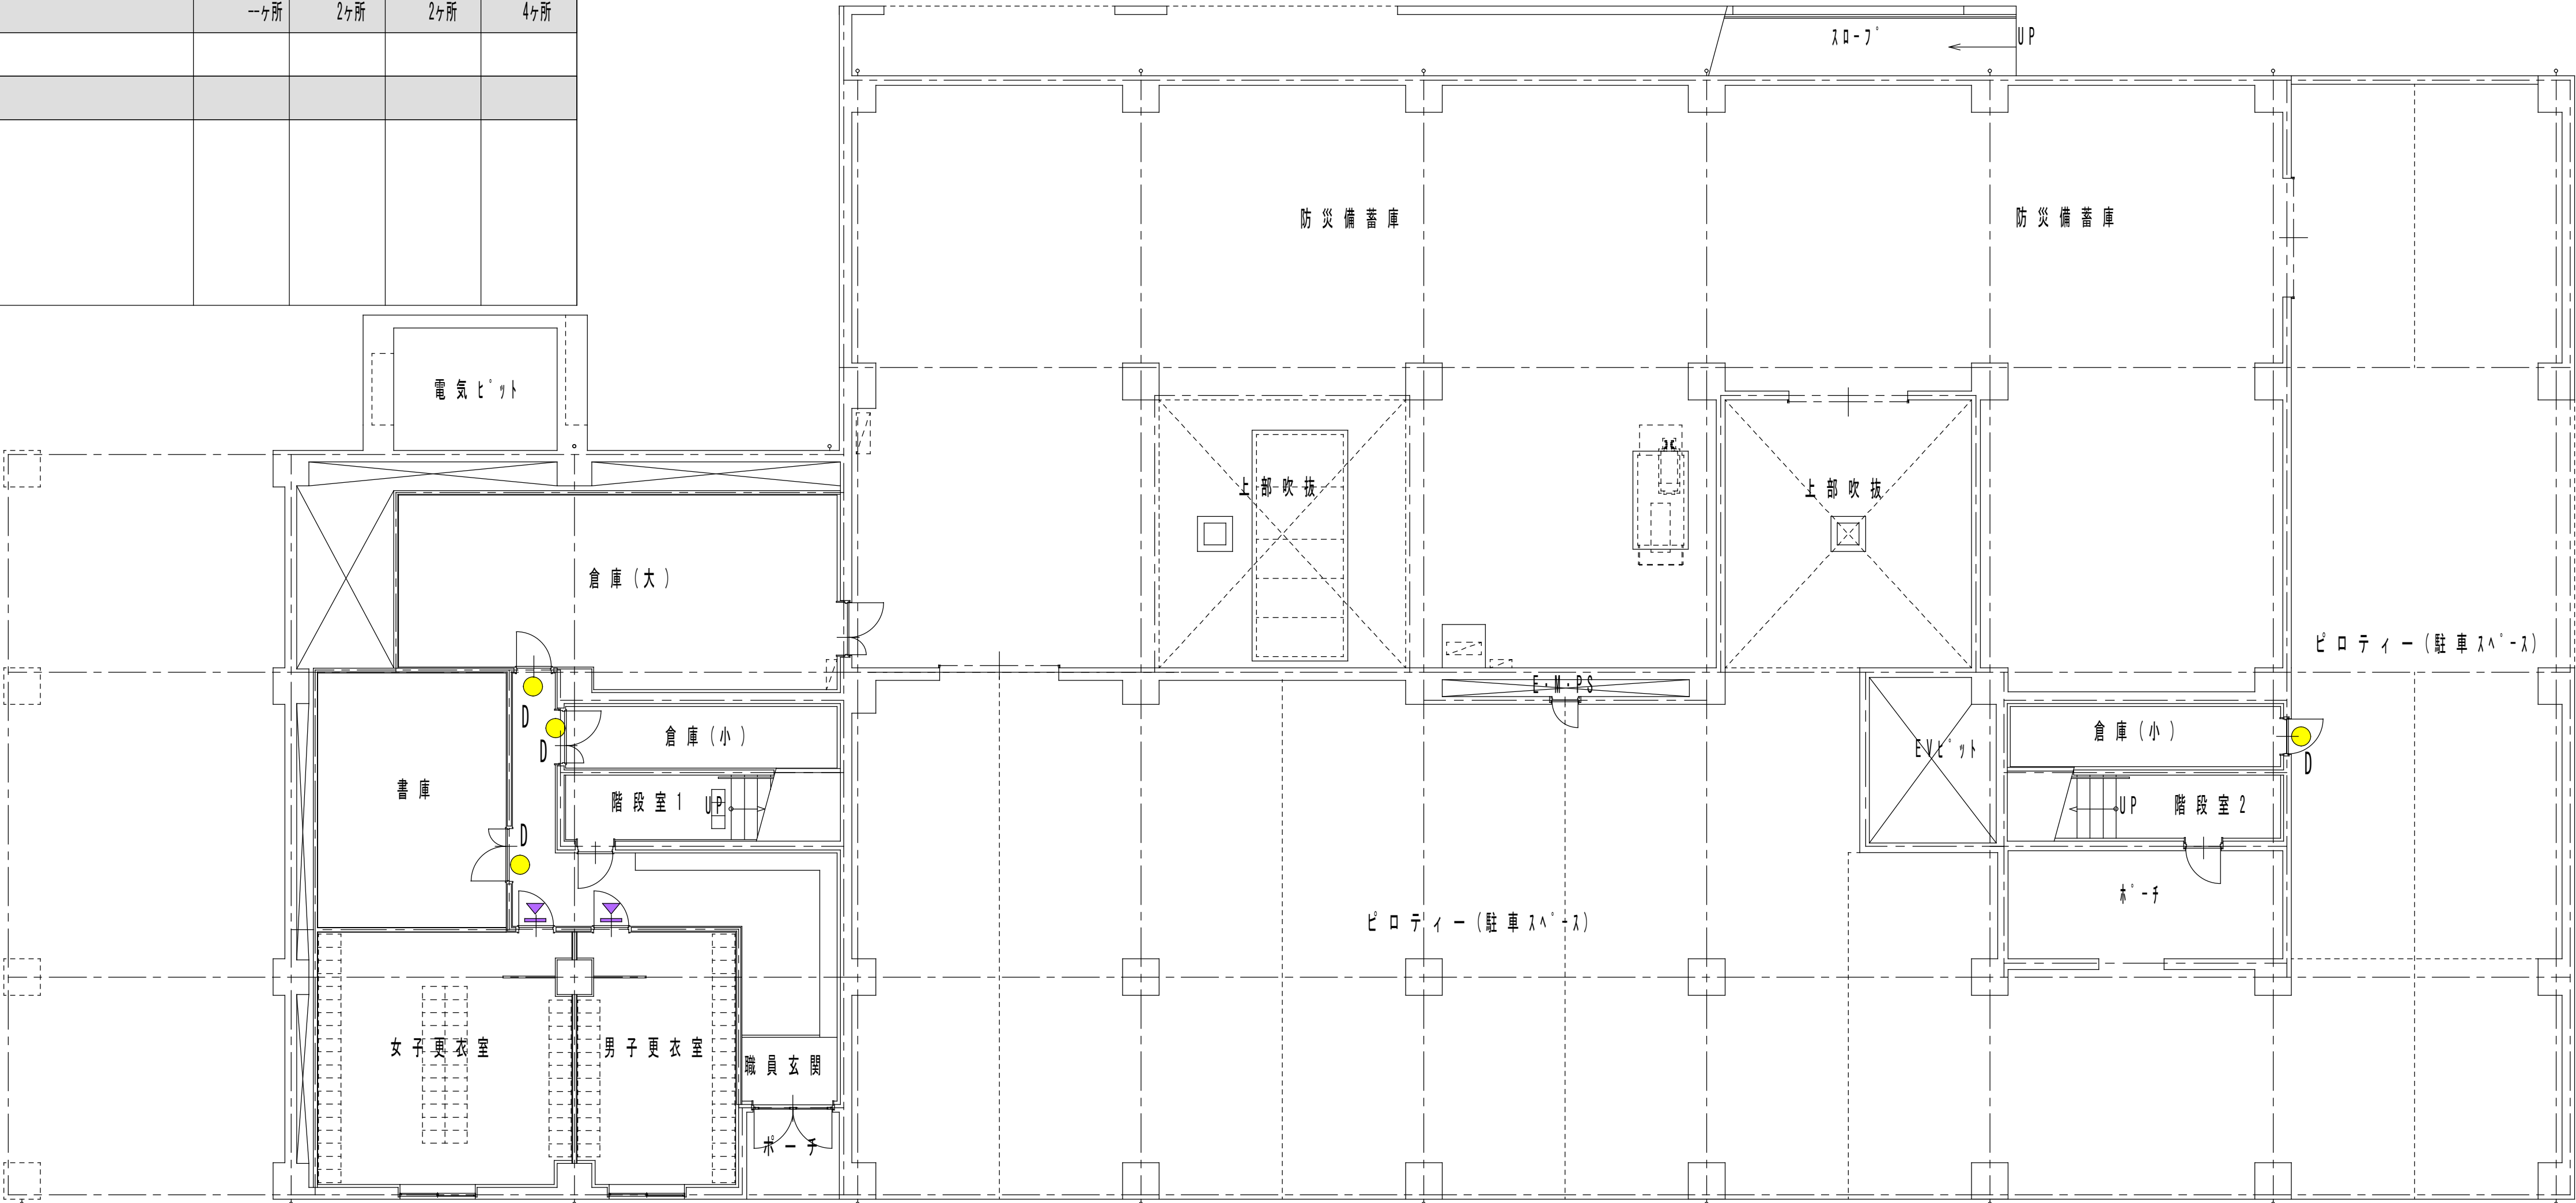 --ヶ所 2ヶ所 2ヶ所 4ヶ所
スロープ UP
防災備蓄庫
防災備蓄庫
電気ピット
上部吹抜
上部吹抜
倉庫(大)
ピロティー(駐車スペース)
E・M・PS
D
倉庫(小)
D
倉庫(小)
EVピット
D
書庫
階段室1
UP
UP
階段室2
D
ポーチ
ピロティー(駐車スペース)
女子更衣室
男子更衣室
職員玄関
ポーチ